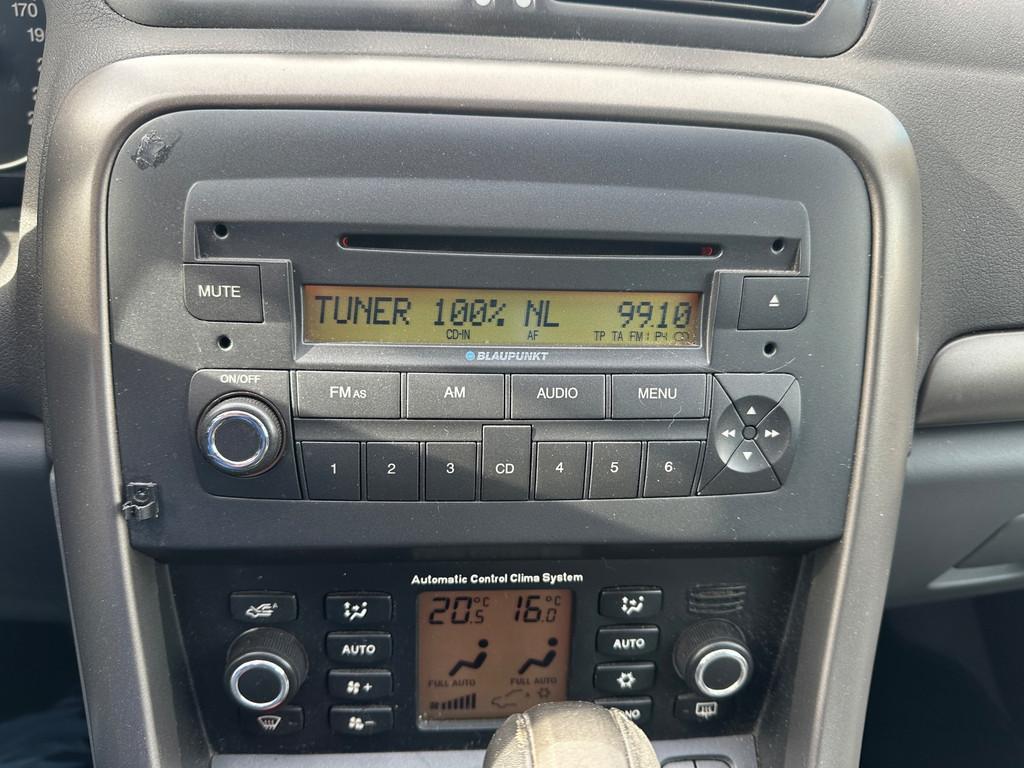 170
MUTE
TUNER 100% NL 99.10
CD-IN AF TP TA FM1 P4
BLAUPUNKT
ON/OFF
FM AS AM AUDIO MENU
1 2 3 CD 4 5 6
Automatic Control Clima System
20.5 °C 16.0 °C
AUTO AUTO
FULL AUTO FULL AUTO